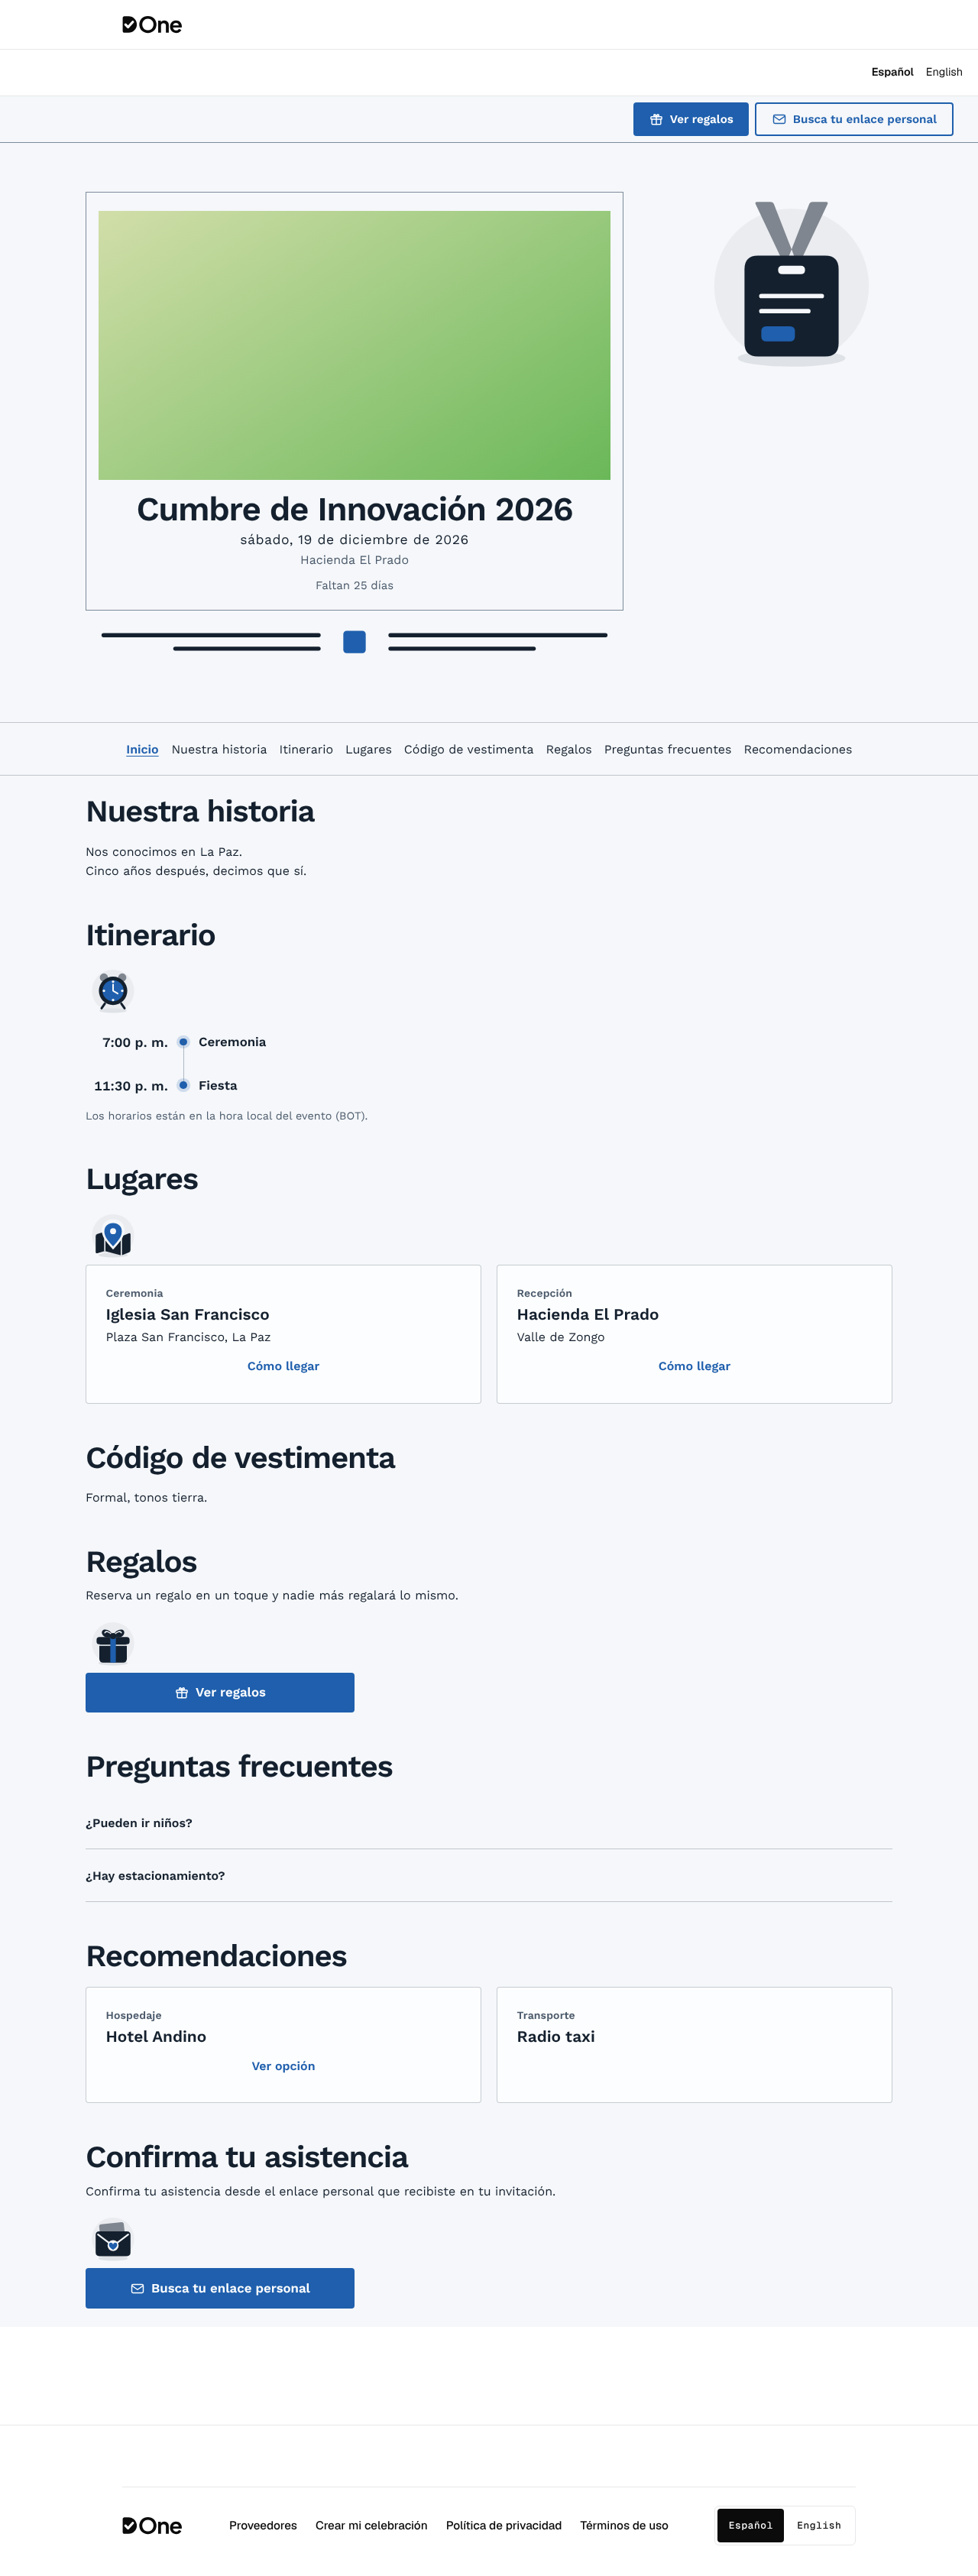 One
Español English
Ver regalos Busca tu enlace personal
Cumbre de Innovación 2026
sábado, 19 de diciembre de 2026
Hacienda El Prado
Faltan 25 días
Inicio Nuestra historia Itinerario Lugares Código de vestimenta Regalos Preguntas frecuentes Recomendaciones
Nuestra historia
Nos conocimos en La Paz.
Cinco años después, decimos que sí.
Itinerario
7:00 p. m. Ceremonia
11:30 p. m. Fiesta
Los horarios están en la hora local del evento (BOT).
Lugares
Ceremonia
Iglesia San Francisco
Plaza San Francisco, La Paz
Cómo llegar
Recepción
Hacienda El Prado
Valle de Zongo
Cómo llegar
Código de vestimenta
Formal, tonos tierra.
Regalos
Reserva un regalo en un toque y nadie más regalará lo mismo.
Ver regalos
Preguntas frecuentes
¿Pueden ir niños?
¿Hay estacionamiento?
Recomendaciones
Hospedaje
Hotel Andino
Ver opción
Transporte
Radio taxi
Confirma tu asistencia
Confirma tu asistencia desde el enlace personal que recibiste en tu invitación.
Busca tu enlace personal
One Proveedores Crear mi celebración Política de privacidad Términos de uso Español English